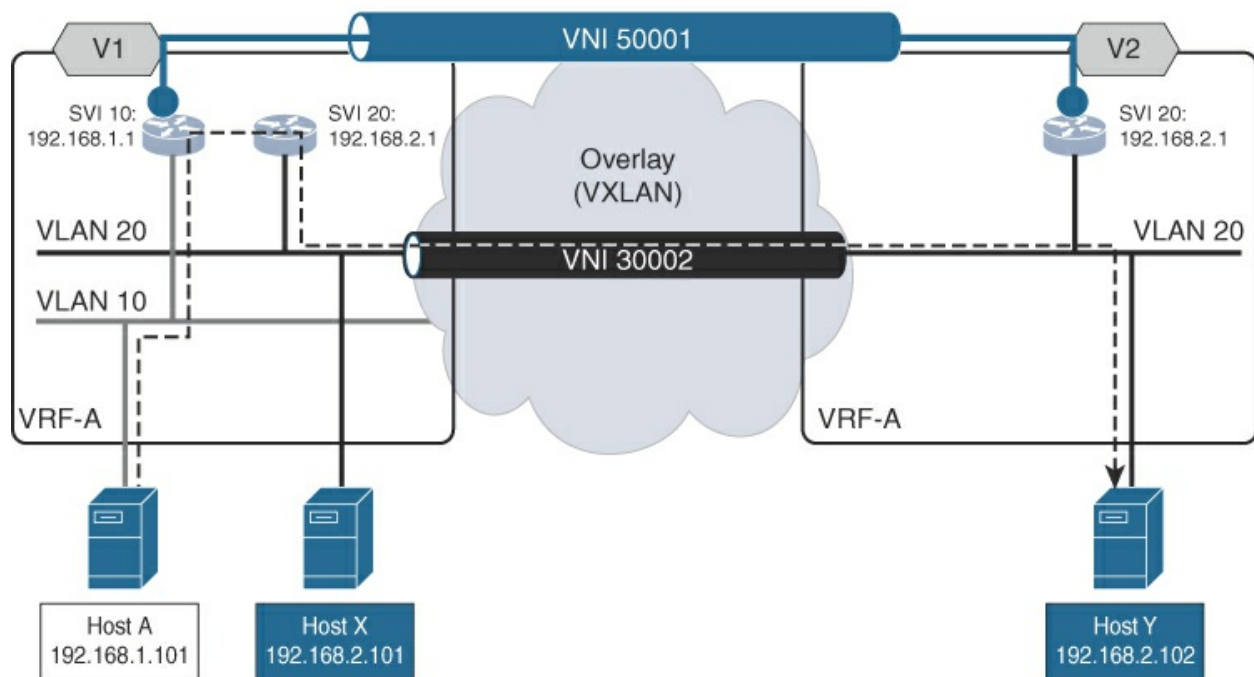 V1
VNI 50001
V2
SVI 10:
192.168.1.1
SVI 20:
192.168.2.1
SVI 20:
192.168.2.1
Overlay
(VXLAN)
VLAN 20
VNI 30002
VLAN 20
VLAN 10
VRF-A
VRF-A
Host A
192.168.1.101
Host X
192.168.2.101
Host Y
192.168.2.102